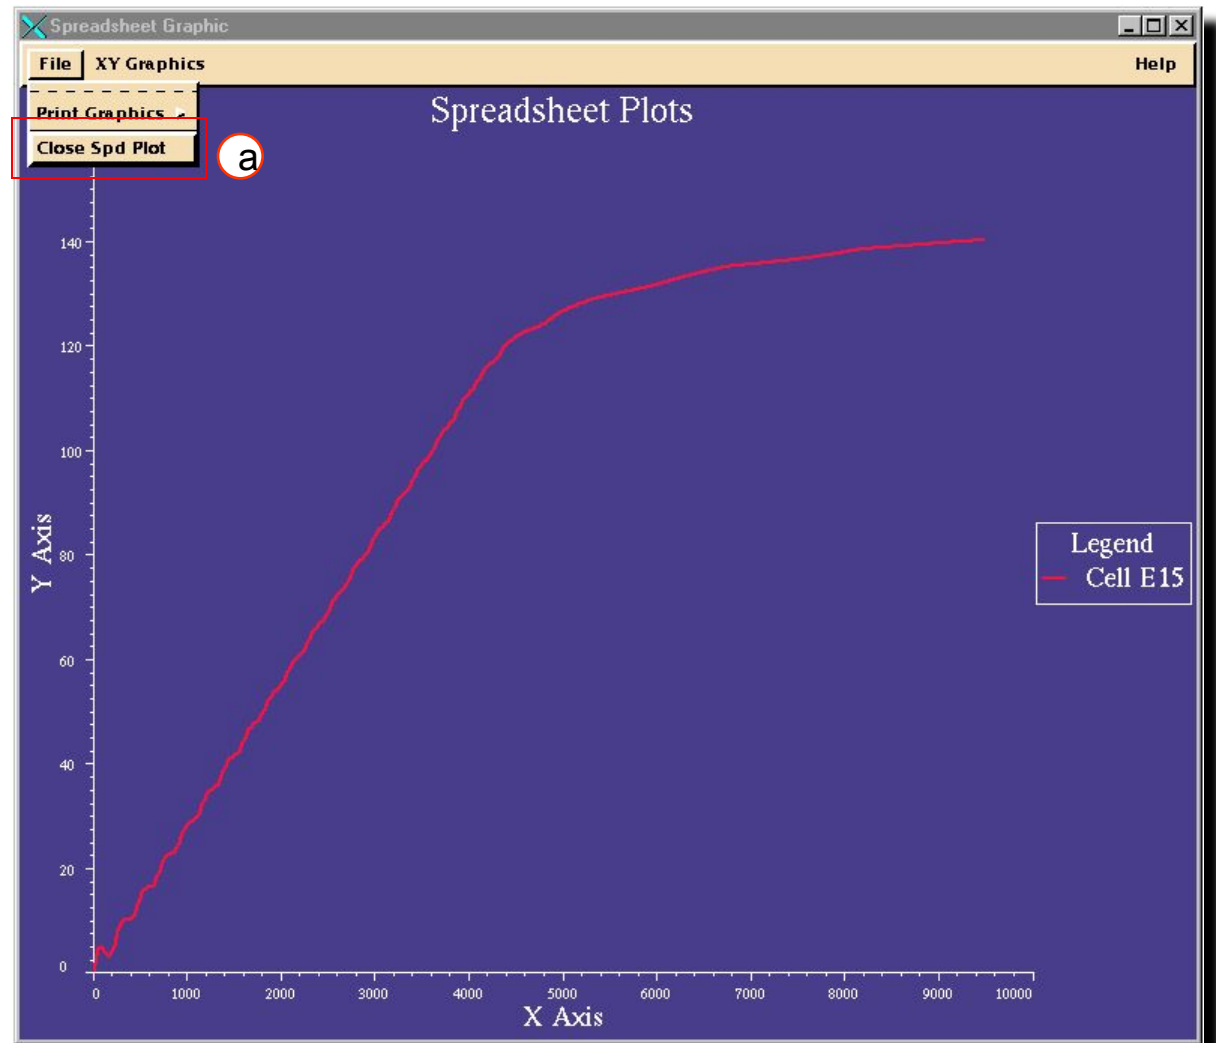 Spreadsheet Graphic
File XY Graphics Help
Print Graphics
Close Spd Plot
a
Spreadsheet Plots
140
120
100
80
60
40
20
0
Y Axis
0 1000 2000 3000 4000 5000 6000 7000 8000 9000 10000
X Axis
Legend
Cell E15